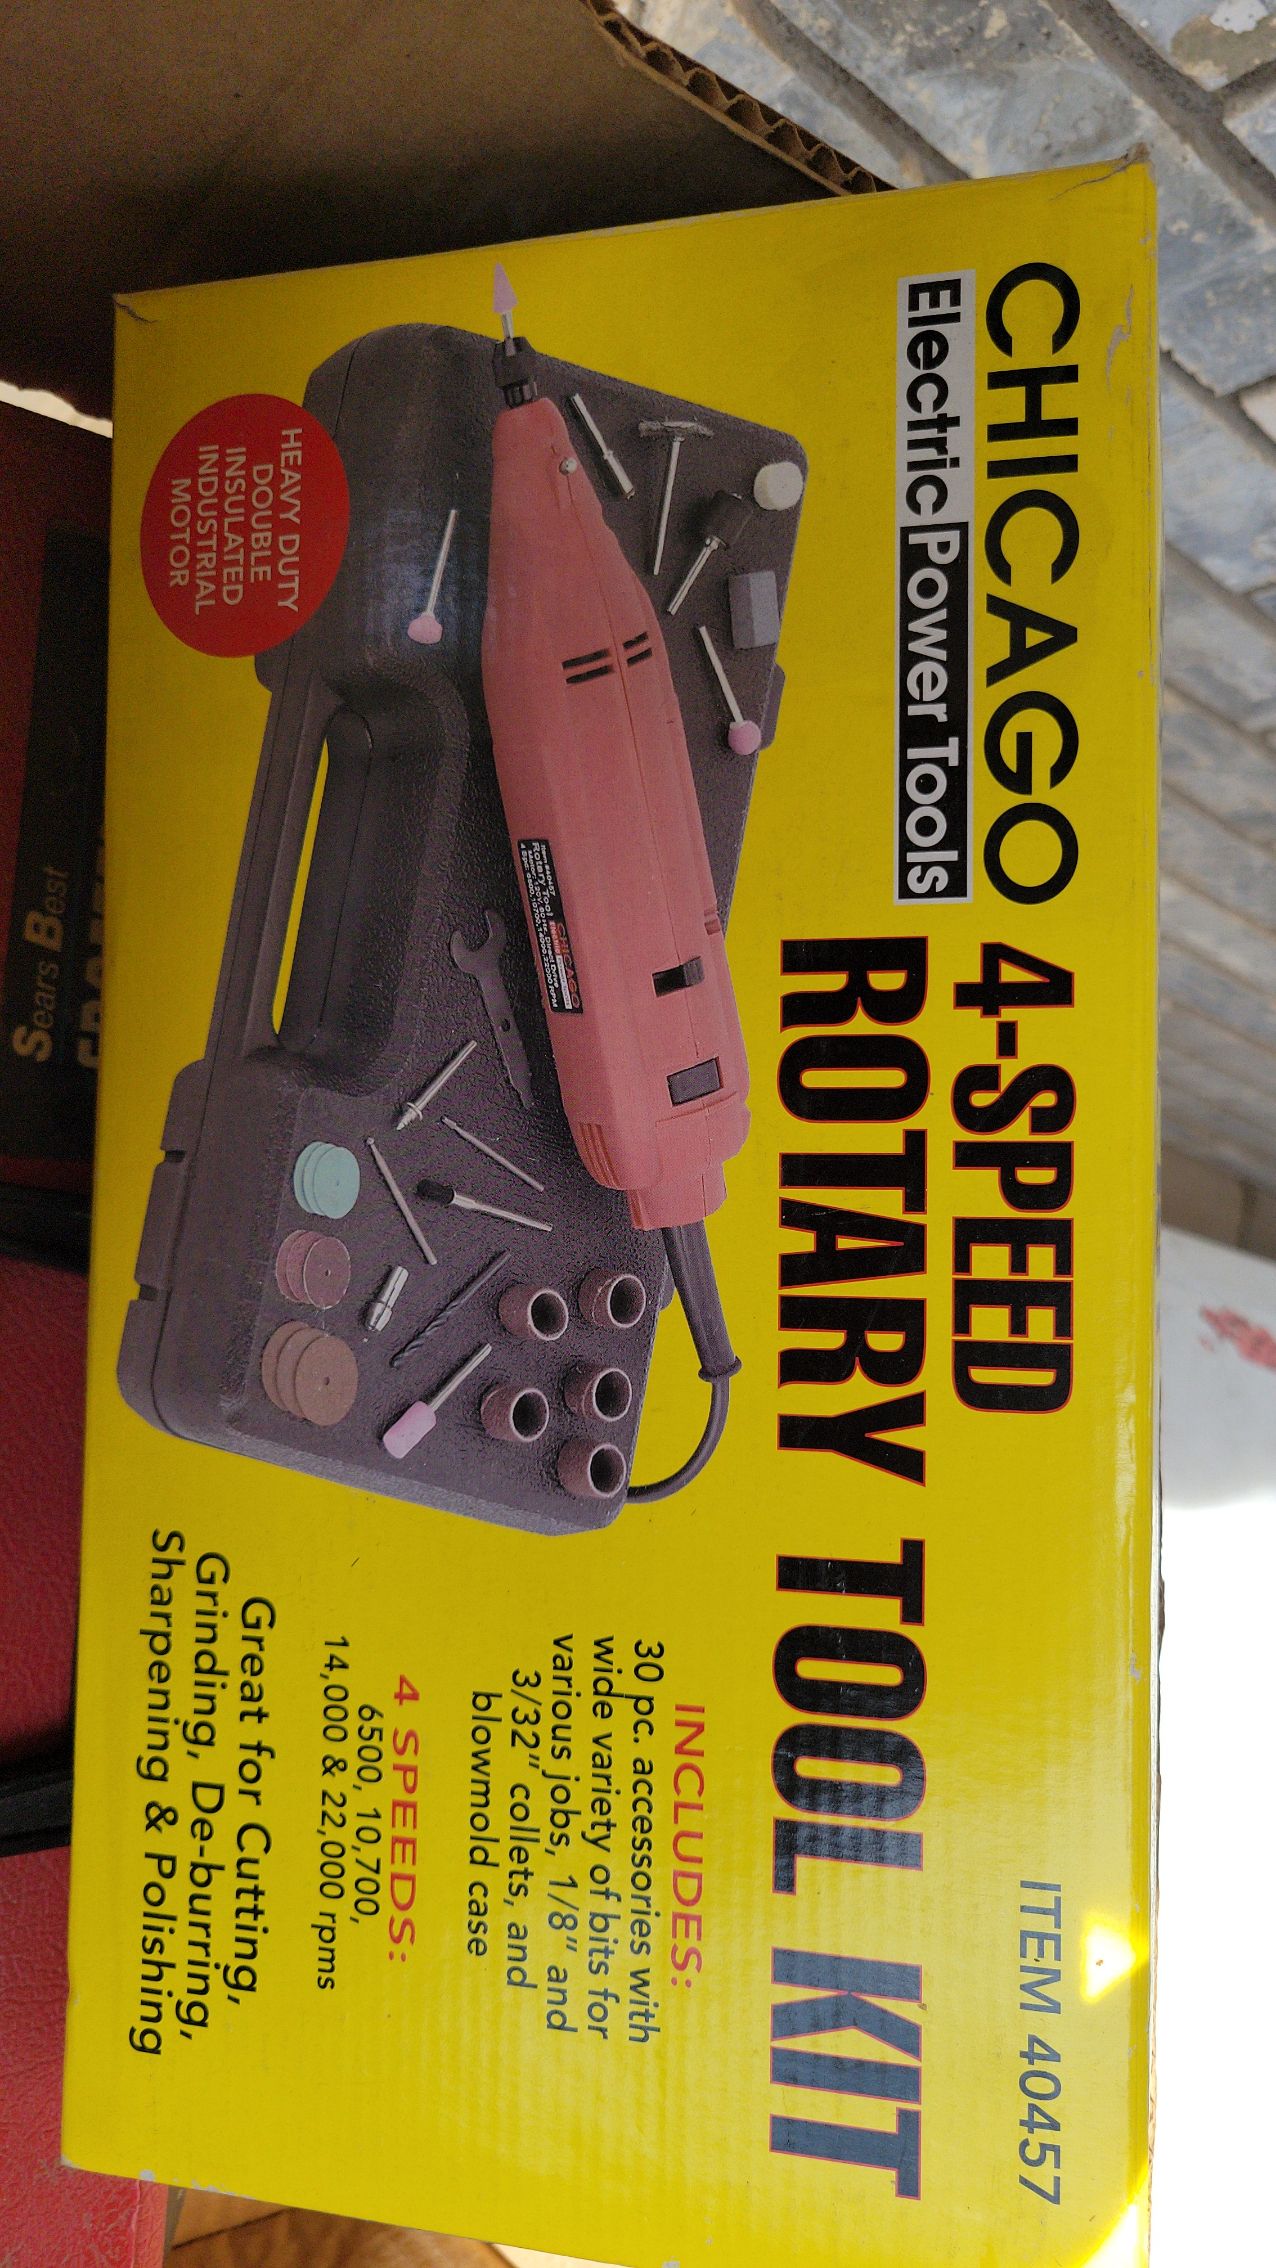 CHICAGO
Electric Power Tools
4-SPEED
ROTARY TOOL KIT
ITEM 40457
HEAVY DUTY
DOUBLE
INSULATED
INDUSTRIAL
MOTOR
CHICAGO
Rotary Tool
INCLUDES:
30 pc. accessories with
wide variety of bits for
various jobs, 1/8" and
3/32" collets, and
blowmold case
4 SPEEDS:
6500, 10,700,
14,000 & 22,000 rpms
Great for Cutting,
Grinding, De-burring,
Sharpening & Polishing
Sears Best